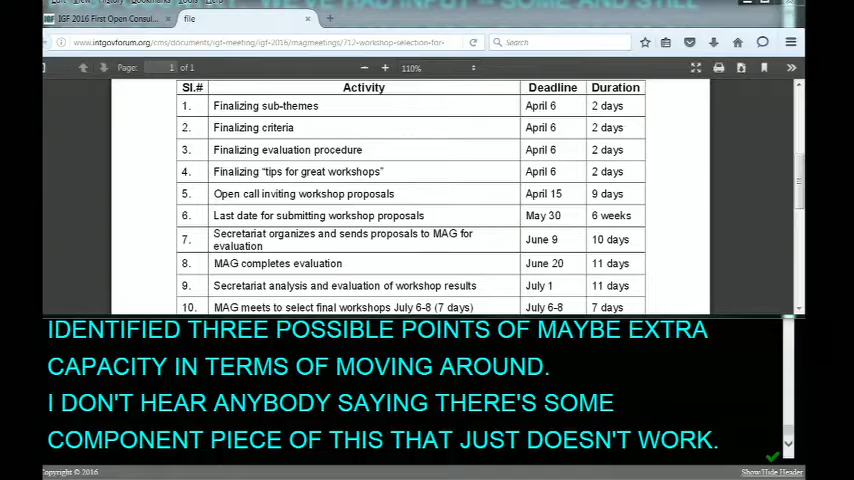 IGF 2016 First Open Consul... × file ×
www.intgovforum.org/cms/documents/igf-meeting/igf-2016/magmeetings/712-workshop-selection-for- Search
Page: 1 of 1 110%
Sl.# Activity Deadline Duration
1. Finalizing sub-themes April 6 2 days
2. Finalizing criteria April 6 2 days
3. Finalizing evaluation procedure April 6 2 days
4. Finalizing “tips for great workshops” April 6 2 days
5. Open call inviting workshop proposals April 15 9 days
6. Last date for submitting workshop proposals May 30 6 weeks
7. Secretariat organizes and sends proposals to MAG for
evaluation June 9 10 days
8. MAG completes evaluation June 20 11 days
9. Secretariat analysis and evaluation of workshop results July 1 11 days
10. MAG meets to select final workshops July 6-8 (7 days) July 6-8 7 days
IDENTIFIED THREE POSSIBLE POINTS OF MAYBE EXTRA
CAPACITY IN TERMS OF MOVING AROUND.
I DON'T HEAR ANYBODY SAYING THERE'S SOME
COMPONENT PIECE OF THIS THAT JUST DOESN'T WORK.
opyright © 2016 Show/Hide Header